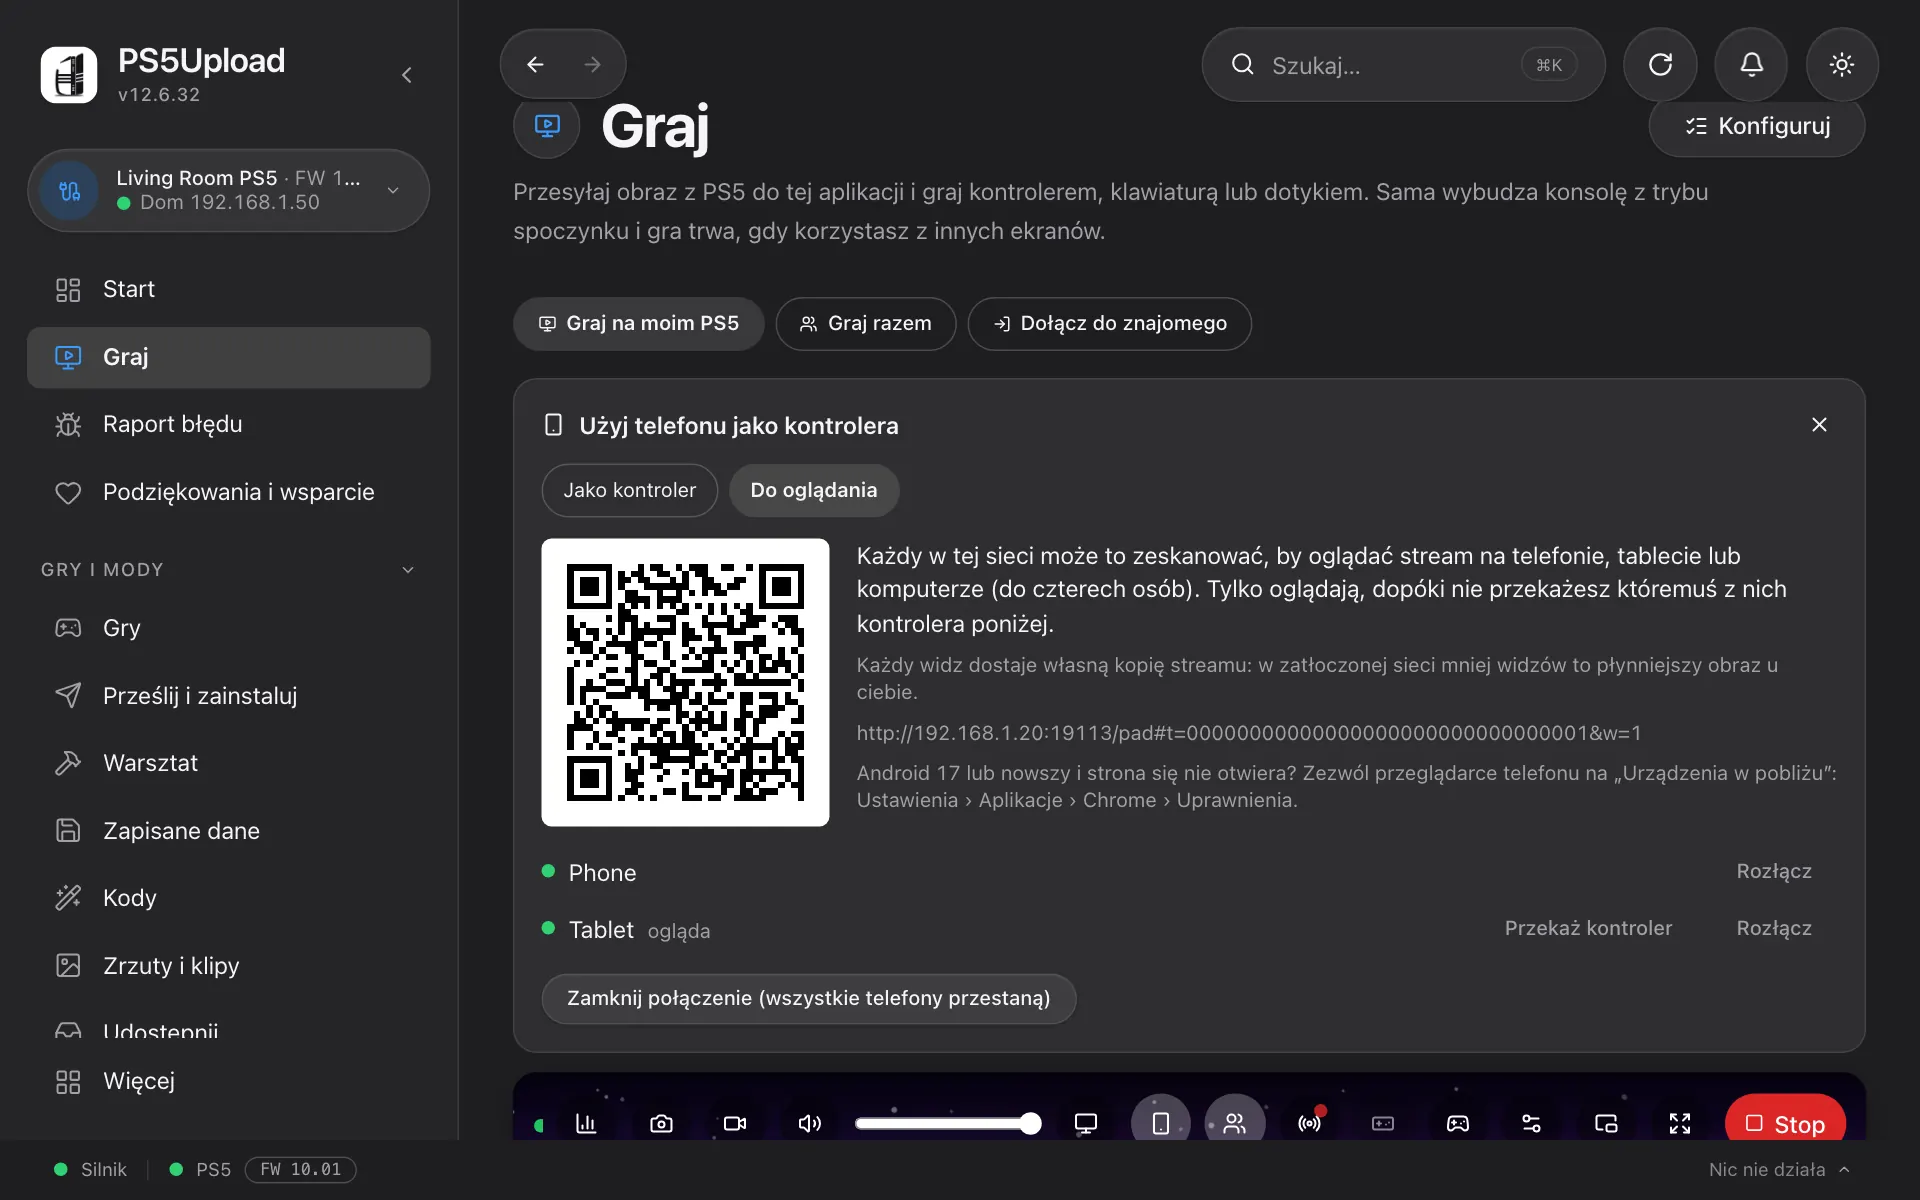 PS5Upload
v12.6.32
Living Room PS5 · FW 1...
Dom 192.168.1.50
Start
Graj
Raport błędu
Podziękowania i wsparcie
GRY I MODY
Gry
Prześlij i zainstaluj
Warsztat
Zapisane dane
Kody
Zrzuty i klipy
Udostępnij
Więcej
Szukaj...
⌘K
Graj
Konfiguruj
Przesyłaj obraz z PS5 do tej aplikacji i graj kontrolerem, klawiaturą lub dotykiem. Sama wybudza konsolę z trybu
spoczynku i gra trwa, gdy korzystasz z innych ekranów.
Graj na moim PS5
Graj razem
Dołącz do znajomego
Użyj telefonu jako kontrolera
Jako kontroler
Do oglądania
Każdy w tej sieci może to zeskanować, by oglądać stream na telefonie, tablecie lub
komputerze (do czterech osób). Tylko oglądają, dopóki nie przekażesz któremuś z nich
kontrolera poniżej.
Każdy widz dostaje własną kopię streamu: w zatłoczonej sieci mniej widzów to płynniejszy obraz u
ciebie.
http://192.168.1.20:19113/pad#t=00000000000000000000000000000001&w=1
Android 17 lub nowszy i strona się nie otwiera? Zezwól przeglądarce telefonu na „Urządzenia w pobliżu”:
Ustawienia › Aplikacje › Chrome › Uprawnienia.
Phone
Rozłącz
Tablet ogląda
Przekaż kontroler
Rozłącz
Zamknij połączenie (wszystkie telefony przestaną)
Stop
Silnik
PS5
FW 10.01
Nic nie działa